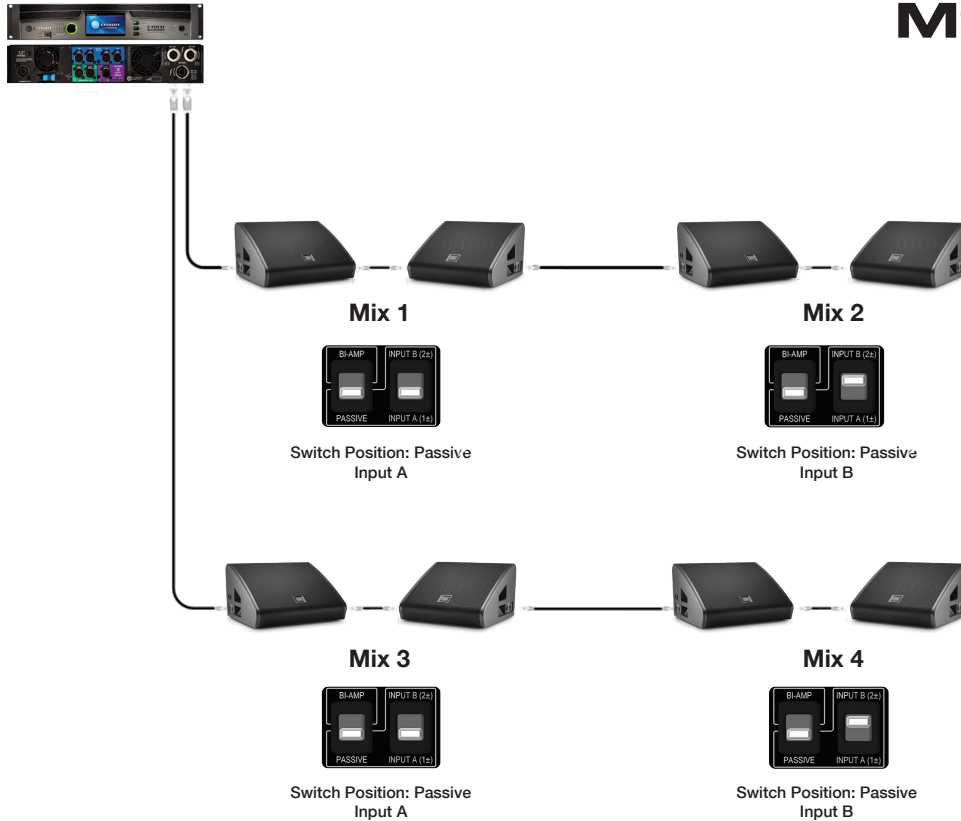 M
Mix 1
Mix 2
BI-AMP INPUT B (2±)
PASSIVE INPUT A (1±)
BI-AMP INPUT B (2±)
PASSIVE INPUT A (1±)
Switch Position: Passive
Input A
Switch Position: Passive
Input B
Mix 3
Mix 4
BI-AMP INPUT B (2±)
PASSIVE INPUT A (1±)
BI-AMP INPUT B (2±)
PASSIVE INPUT A (1±)
Switch Position: Passive
Input A
Switch Position: Passive
Input B